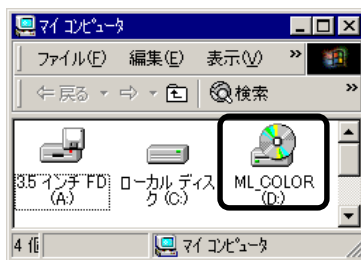 マイ コンピュータ
ファイル(F) 編集(E) 表示(V) »
戻る 検索 »
3.5 インチ FD (A:)
ローカル ディスク (C:)
ML_COLOR (D:)
4 個 マイ コンピュータ